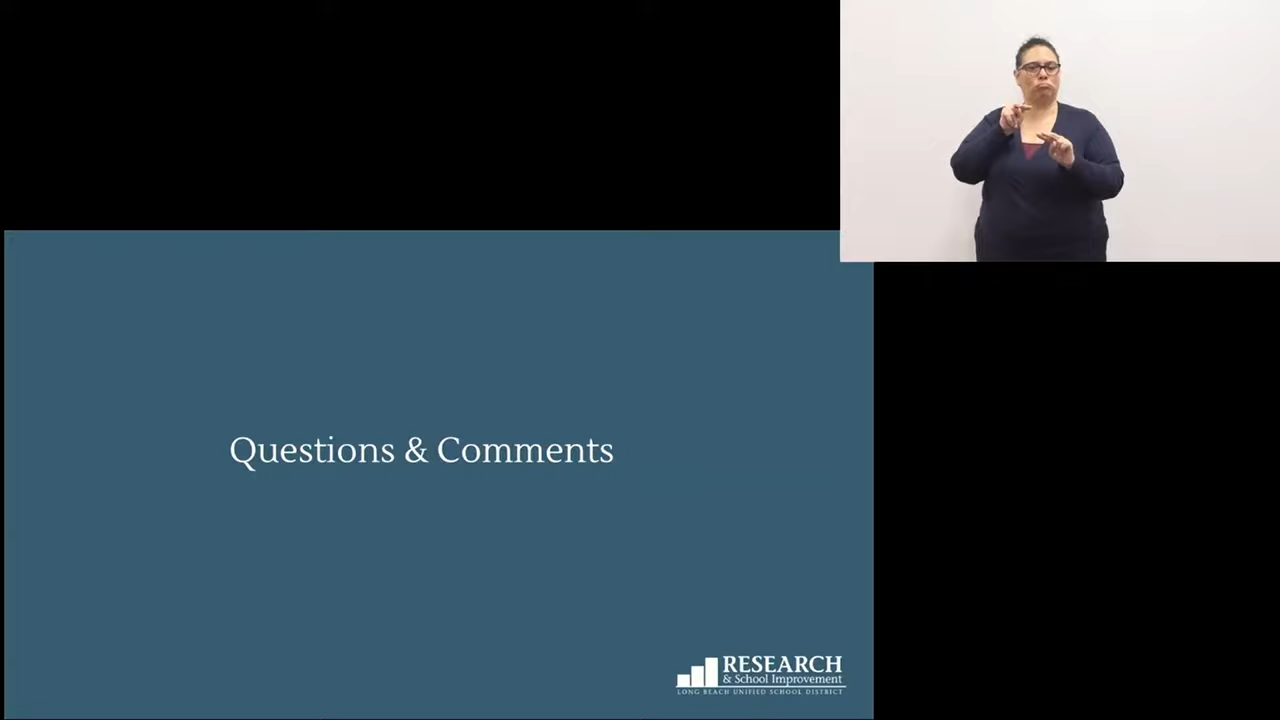 Questions & Comments
RESEARCH
& School Improvement
LONG BEACH UNIFIED SCHOOL DISTRICT